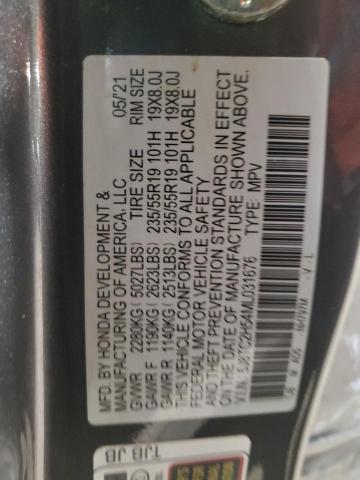 MFD. BY HONDA DEVELOPMENT & 05/'21
MANUFACTURING OF AMERICA, LLC.
TIRE SIZE RIM SIZE
GVWR 2280KG ( 5027LBS)
GAWR F 1190KG ( 2623LBS) 235/55R19 101H 19X8.0J
GAWR R 1140KG ( 2513LBS) 235/55R19 101H 19X8.0J
THIS VEHICLE CONFORMS TO ALL APPLICABLE
FEDERAL MOTOR VEHICLE SAFETY
AND THEFT PREVENTION STANDARDS IN EFFECT
ON THE DATE OF MANUFACTURE SHOWN ABOVE.
V.I.N. 5J8TC2H54ML031676 TYPE: MPV
TJB JB